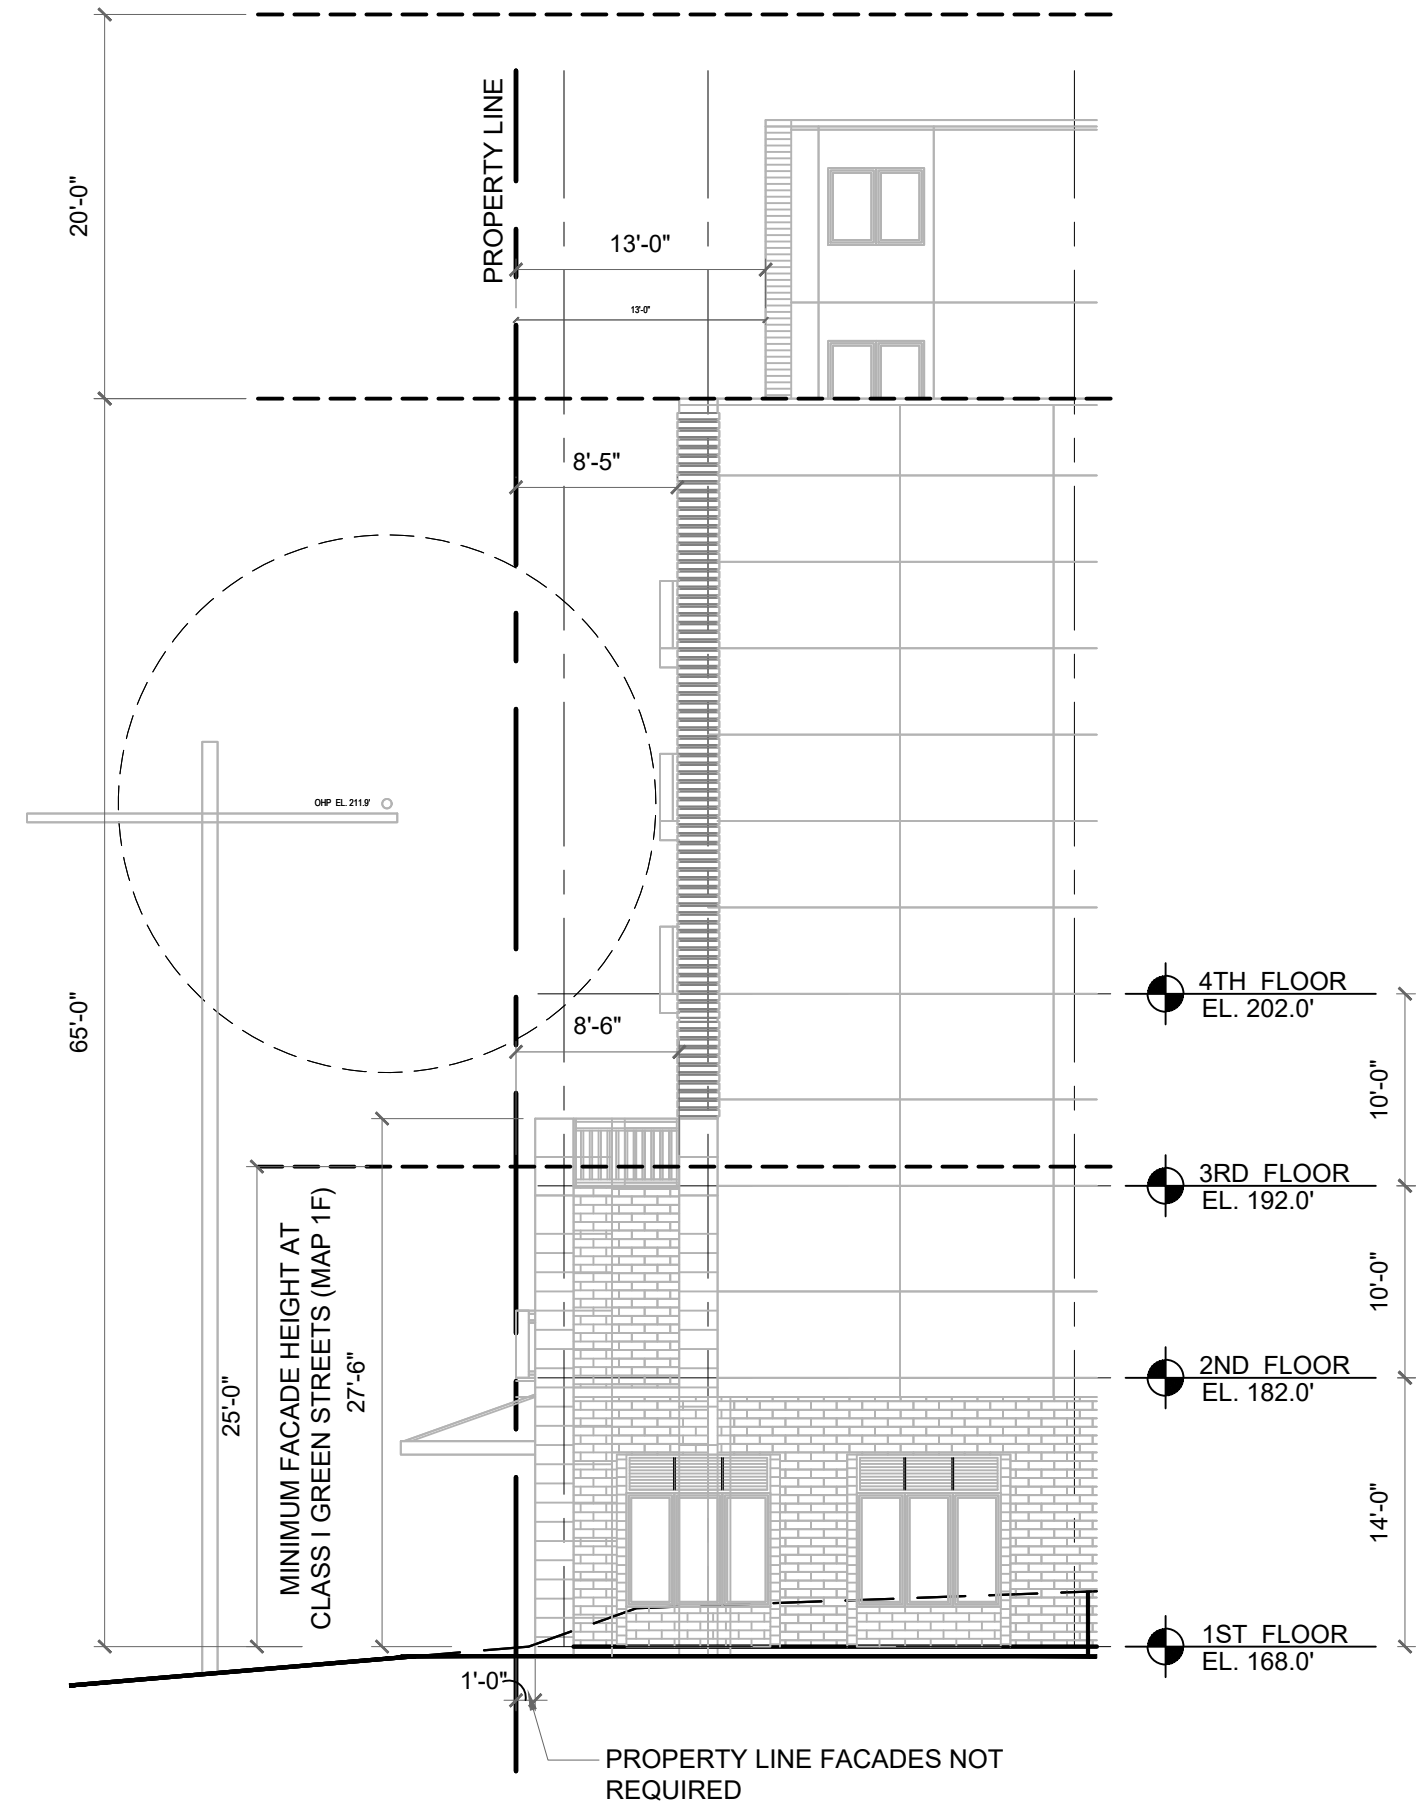 20'-0"
PROPERTY LINE
13'-0"
13'-0"
8'-5"
OHP EL. 211.9'
65'-0"
8'-6"
4TH FLOOR
EL. 202.0'
10'-0"
3RD FLOOR
EL. 192.0'
10'-0"
2ND FLOOR
EL. 182.0'
14'-0"
1ST FLOOR
EL. 168.0'
25'-0"
MINIMUM FACADE HEIGHT AT
CLASS I GREEN STREETS (MAP 1F)
27'-6"
1'-0"
PROPERTY LINE FACADES NOT
REQUIRED